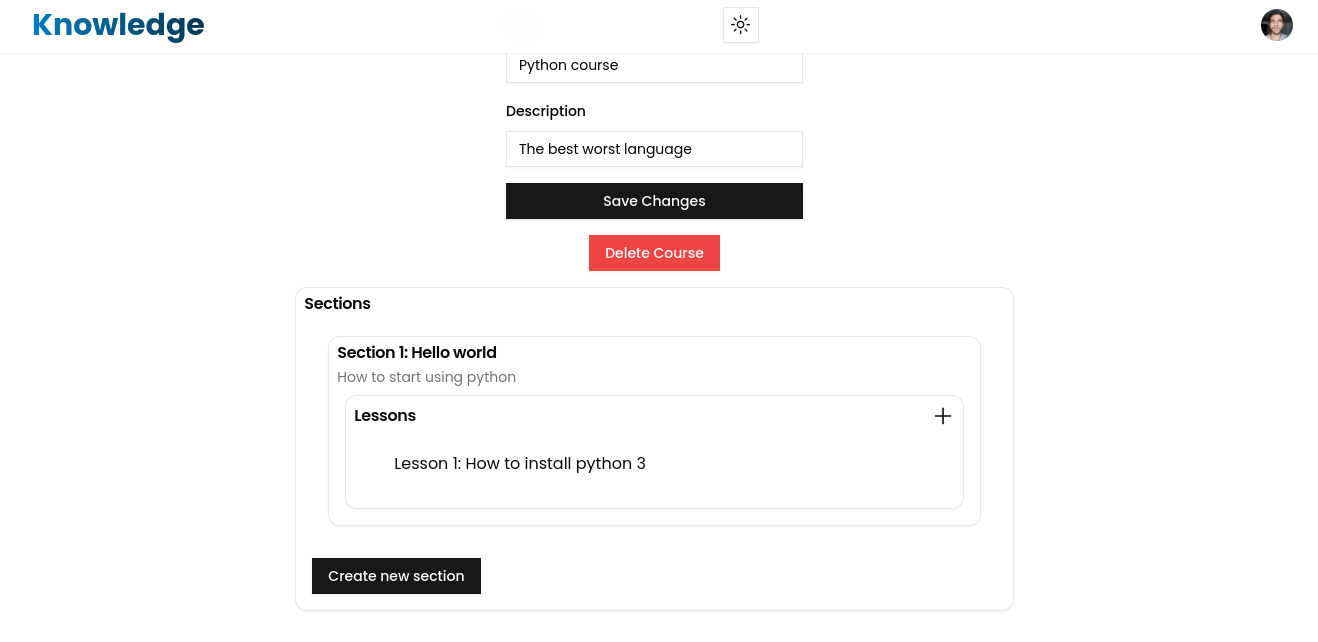 Knowledge
Python course
Description
The best worst language
Save Changes
Delete Course
Sections
Section 1: Hello world
How to start using python
Lessons
Lesson 1: How to install python 3
Create new section